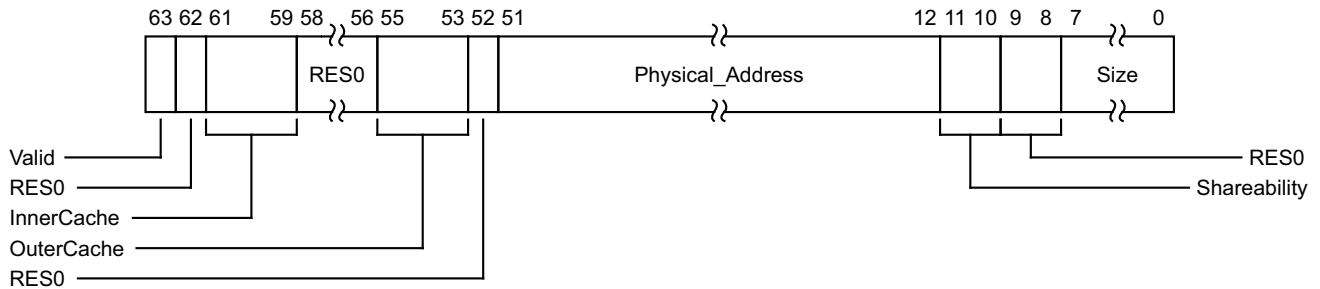 63 62 61 59 58 56 55 53 52 51 12 11 10 9 8 7 0
RES0 Physical_Address Size
Valid
RES0
RES0
Shareability
InnerCache
OuterCache
RES0